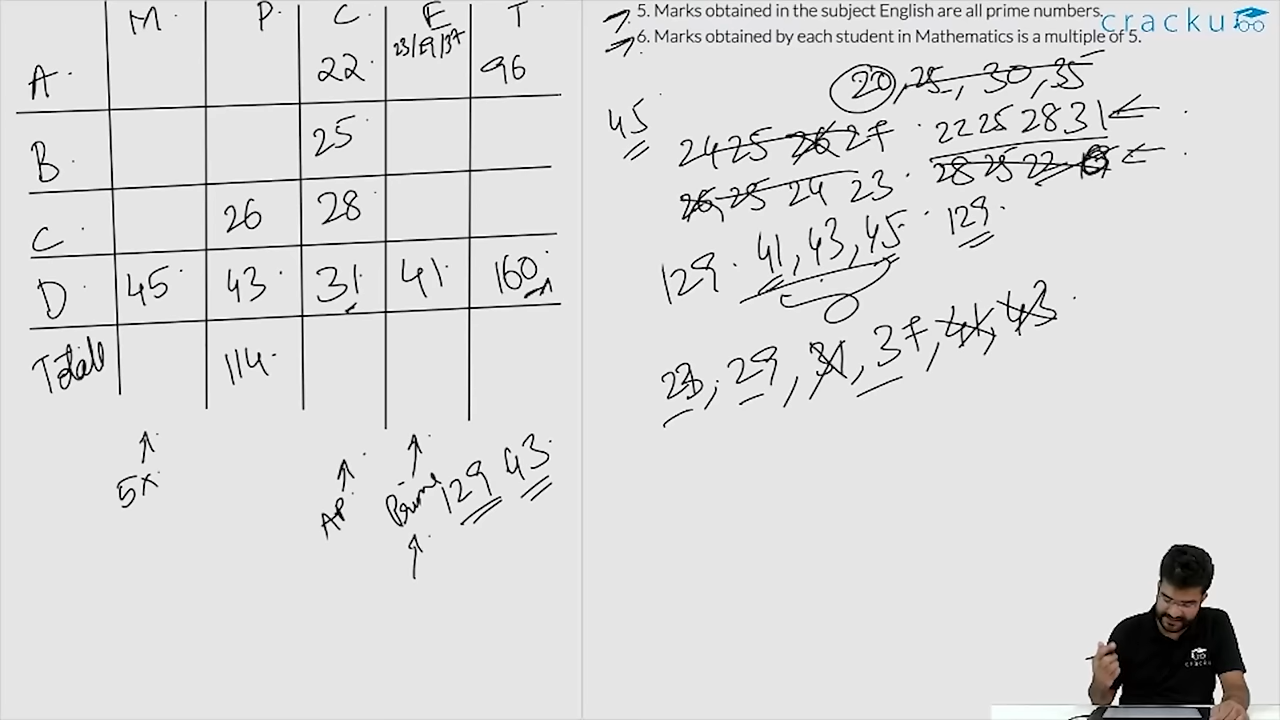 M. P. C. E T
23/29/37
A. 22. 96
B. 25.
C. 26 28
D. 45. 43. 31. 41. 160.
Total 114.
5x
AP.
Prime
129 43.
5. Marks obtained in the subject English are all prime numbers.
cracku
6. Marks obtained by each student in Mathematics is a multiple of 5.
20, 25, 30, 35
45
24 25 26 27. 22 25 28 31
26, 25 24 23. 28 25 22
129. 41, 43, 45. 129.
23, 29, 31, 37, 41, 43.
cracku